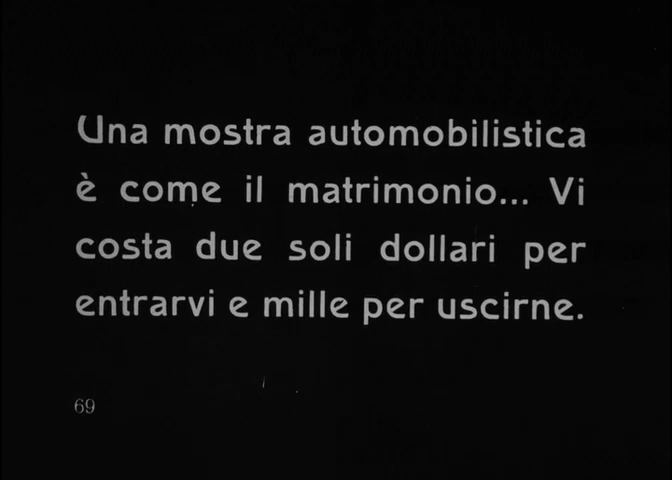 Una mostra automobilistica
è come il matrimonio... Vi
costa due soli dollari per
entrarvi e mille per uscirne.
69